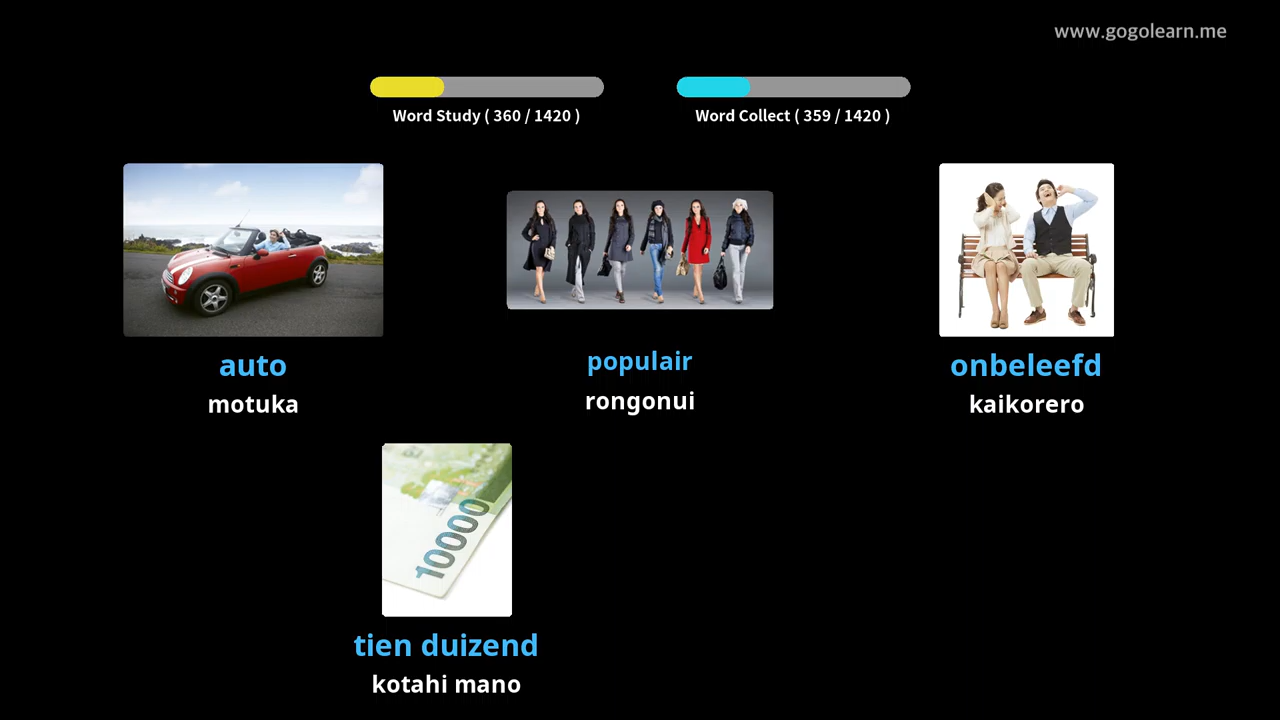 www.gogolearn.me
Word Study ( 360 / 1420 )
Word Collect ( 359 / 1420 )
auto
motuka
populair
rongonui
onbeleefd
kaikorero
10000
tien duizend
kotahi mano